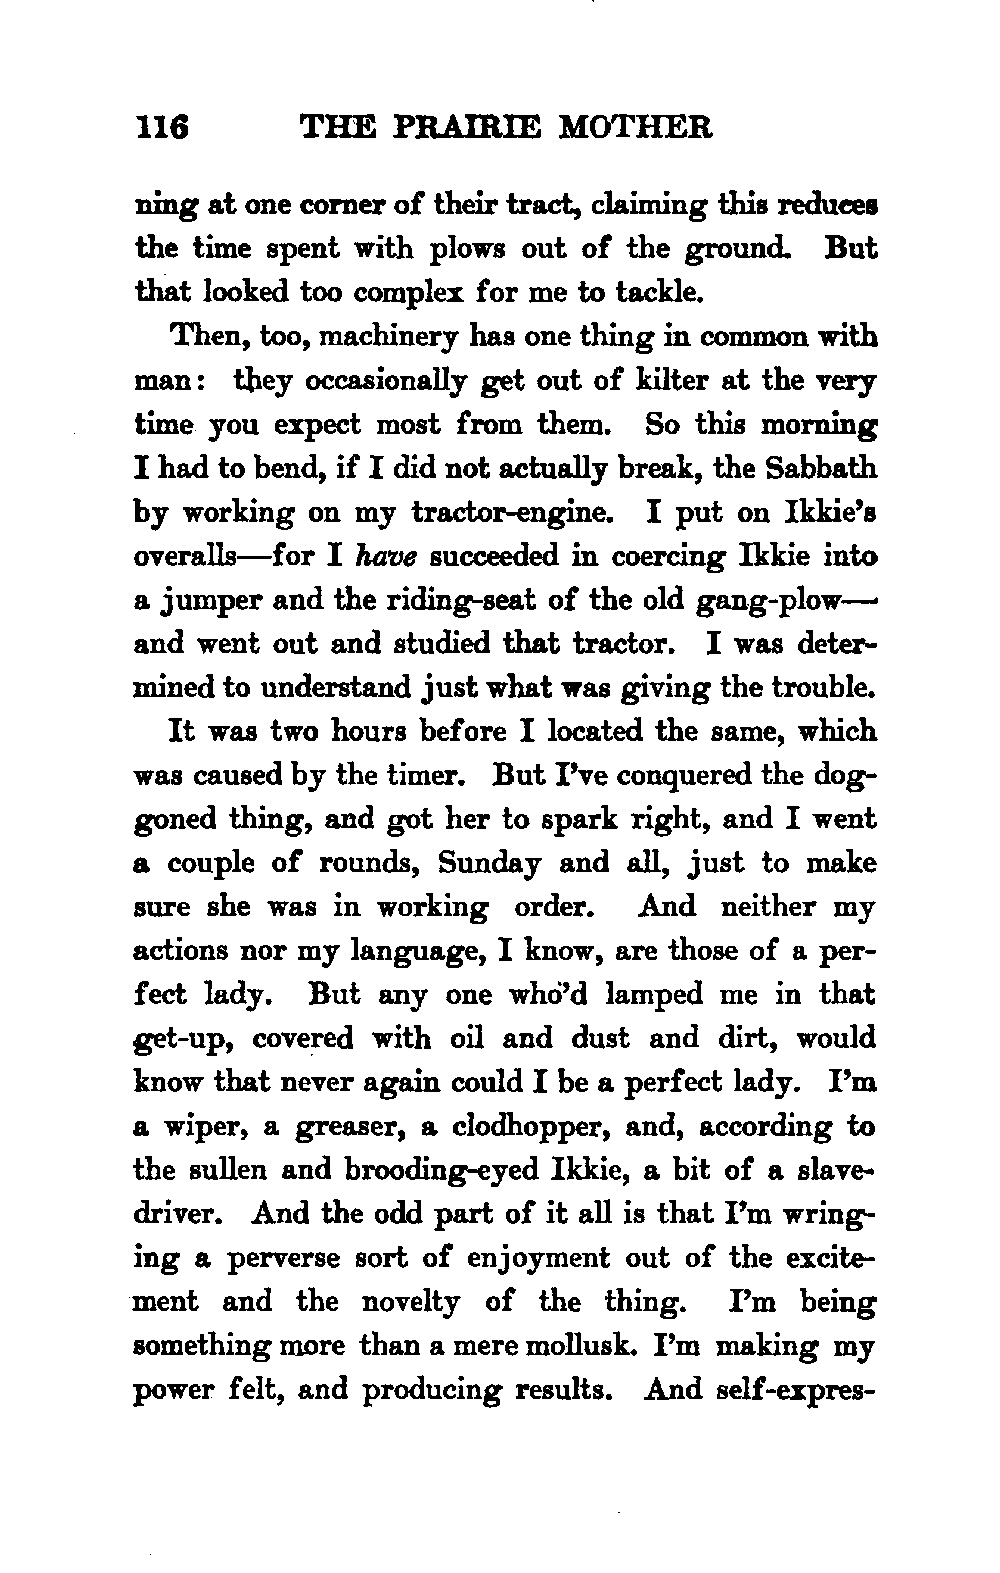 116 THE PRAIRIE MOTHER
ning at one corner of their tract, claiming this reduces
the time spent with plows out of the ground. But
that looked too complex for me to tackle.
Then, too, machinery has one thing in common with
man: they occasionally get out of kilter at the very
time you expect most from them. So this morning
I had to bend, if I did not actually break, the Sabbath
by working on my tractor-engine. I put on Ikkie's
overalls—for I have succeeded in coercing Ikkie into
a jumper and the riding-seat of the old gang-plow—
and went out and studied that tractor. I was deter-
mined to understand just what was giving the trouble.
It was two hours before I located the same, which
was caused by the timer. But I've conquered the dog-
goned thing, and got her to spark right, and I went
a couple of rounds, Sunday and all, just to make
sure she was in working order. And neither my
actions nor my language, I know, are those of a per-
fect lady. But any one who'd lamped me in that
get-up, covered with oil and dust and dirt, would
know that never again could I be a perfect lady. I'm
a wiper, a greaser, a clodhopper, and, according to
the sullen and brooding-eyed Ikkie, a bit of a slave-
driver. And the odd part of it all is that I'm wring-
ing a perverse sort of enjoyment out of the excite-
ment and the novelty of the thing. I'm being
something more than a mere mollusk. I'm making my
power felt, and producing results. And self-expres-